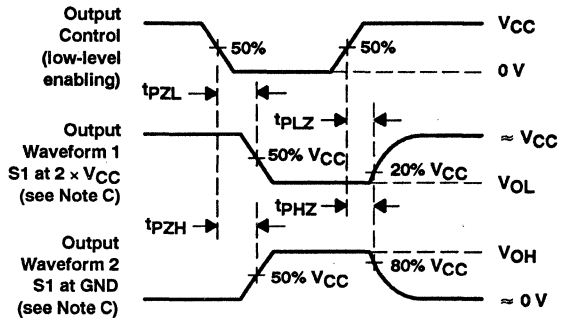 Output
Control
(low-level
enabling)
50%
50%
VCC
0 V
tPZL
tPLZ
Output
Waveform 1
S1 at 2 × VCC
(see Note C)
50% VCC
20% VCC
≈ VCC
VOL
tPZH
tPHZ
Output
Waveform 2
S1 at GND
(see Note C)
50% VCC
80% VCC
VOH
≈ 0 V